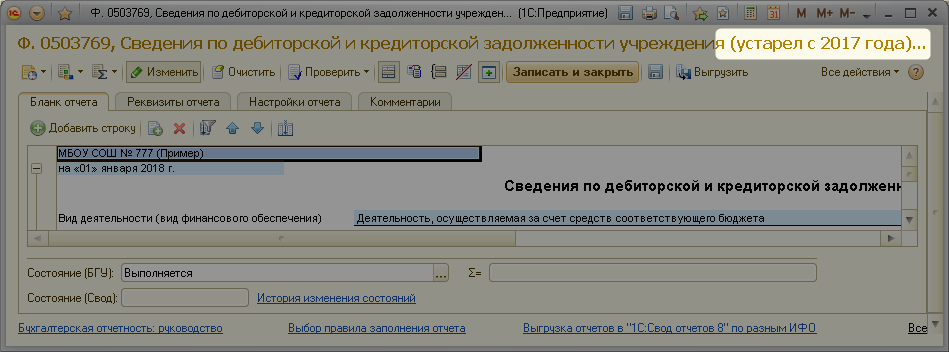 Ф. 0503769, Сведения по дебиторской и кредиторской задолженности учрежден... (1С:Предприятие)
M M+ M-
Ф. 0503769, Сведения по дебиторской и кредиторской задолженности учреждения (устарел с 2017 года)...
Изменить Очистить Проверить Записать и закрыть Выгрузить Все действия
Бланк отчета Реквизиты отчета Настройки отчета Комментарии
Добавить строку
МБОУ СОШ № 777 (Пример)
на «01» января 2018 г.
Сведения по дебиторской и кредиторской задолжен
Вид деятельности (вид финансового обеспечения) Деятельность, осуществляемая за счет средств соответствующего бюджета
Состояние (БГУ): Выполняется ... Σ=
Состояние (Свод): История изменения состояний
Бухгалтерская отчетность: руководство Выбор правила заполнения отчета Выгрузка отчетов в "1С:Свод отчетов 8" по разным ИФО Все